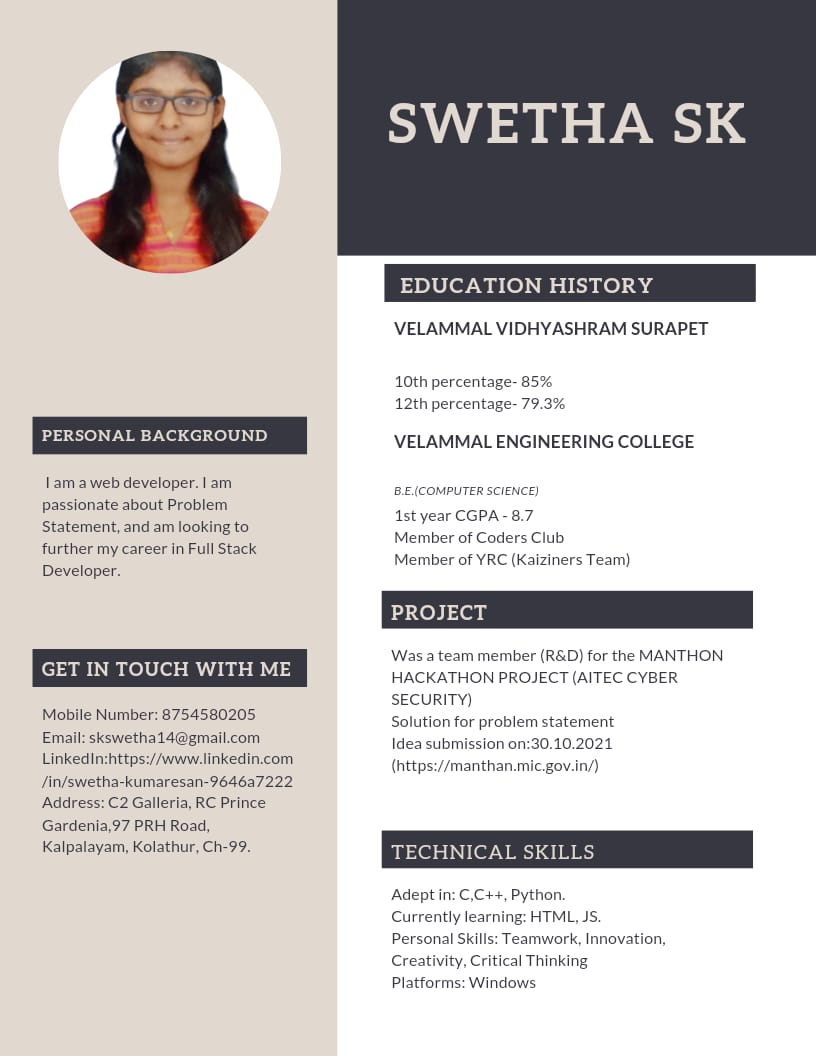 SWETHA SK
PERSONAL BACKGROUND
I am a web developer. I am
passionate about Problem
Statement, and am looking to
further my career in Full Stack
Developer.
GET IN TOUCH WITH ME
Mobile Number: 8754580205
Email: skswetha14@gmail.com
LinkedIn:https://www.linkedin.com
/in/swetha-kumaresan-9646a7222
Address: C2 Galleria, RC Prince
Gardenia,97 PRH Road,
Kalpalayam, Kolathur, Ch-99.
EDUCATION HISTORY
VELAMMAL VIDHYASHRAM SURAPET
10th percentage- 85%
12th percentage- 79.3%
VELAMMAL ENGINEERING COLLEGE
B.E.(COMPUTER SCIENCE)
1st year CGPA - 8.7
Member of Coders Club
Member of YRC (Kaiziners Team)
PROJECT
Was a team member (R&D) for the MANTHON
HACKATHON PROJECT (AITEC CYBER
SECURITY)
Solution for problem statement
Idea submission on:30.10.2021
(https://manthan.mic.gov.in/)
TECHNICAL SKILLS
Adept in: C,C++, Python.
Currently learning: HTML, JS.
Personal Skills: Teamwork, Innovation,
Creativity, Critical Thinking
Platforms: Windows